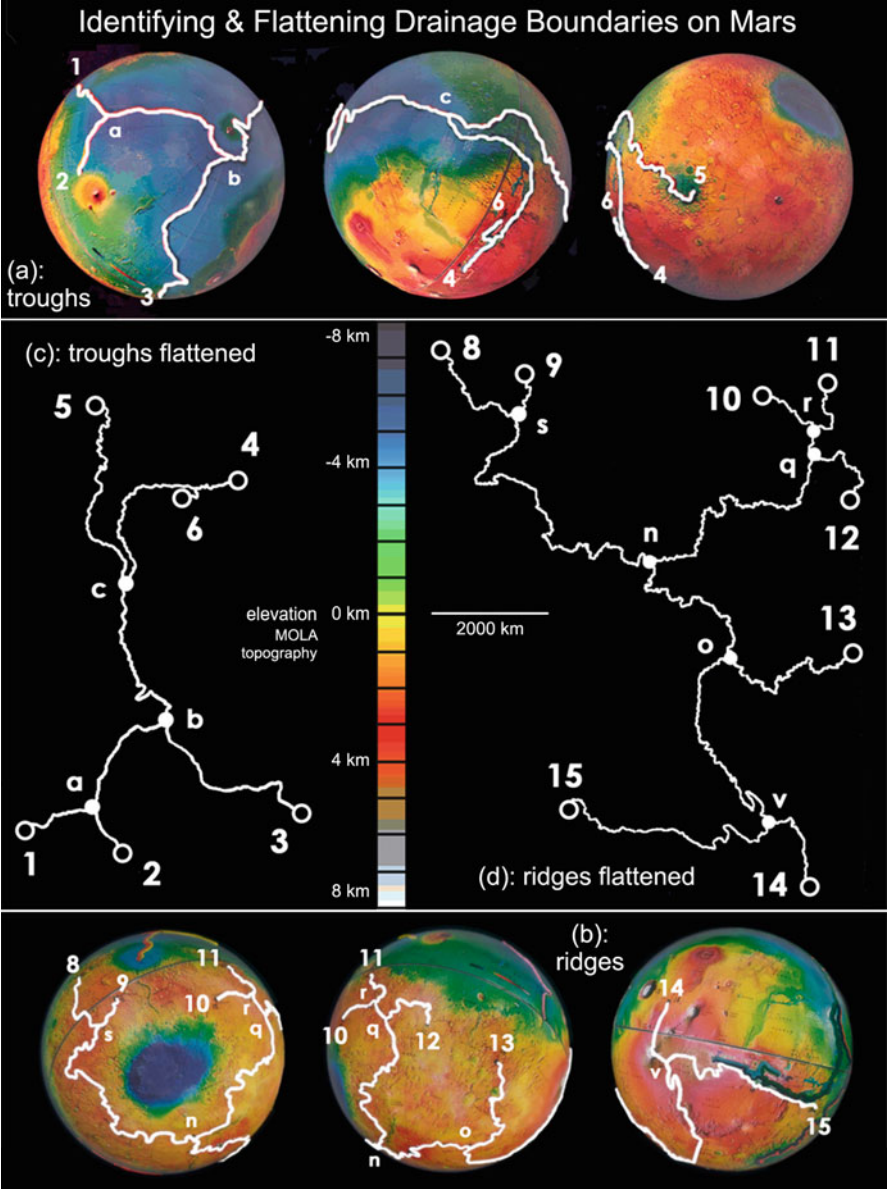 Identifying & Flattening Drainage Boundaries on Mars
1
a
2
b
3
c
6
4
5
6
4
(a):
troughs
(c): troughs flattened
5
4
6
c
b
a
1
2
3
-8 km
-4 km
elevation 0 km
MOLA
topography
4 km
8 km
8
9
s
10
11
r
q
12
n
2000 km
o
13
15
v
14
(d): ridges flattened
(b):
ridges
8
9
11
10
r
s
q
n
11
r
10
q
12
13
n
o
14
v
15